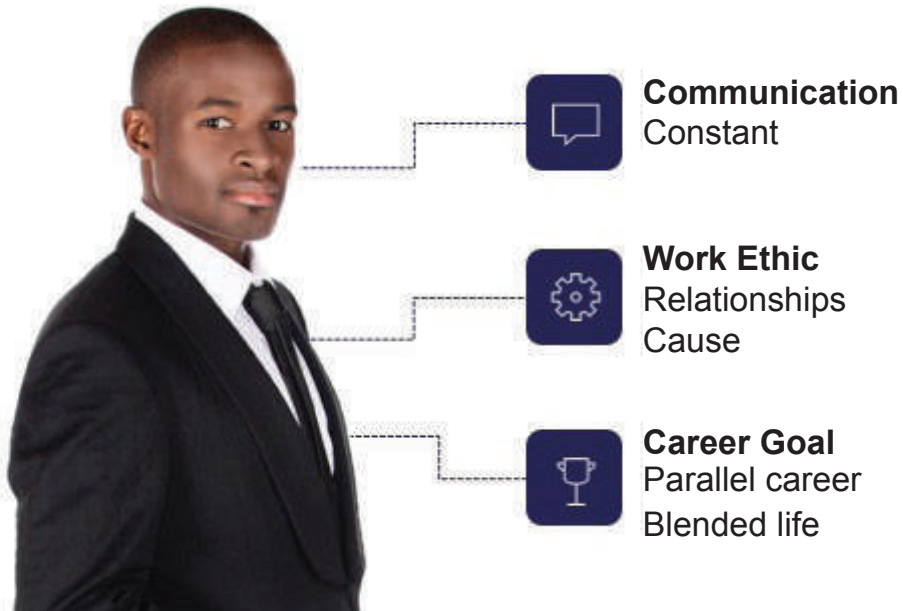 Communication
Constant
Work Ethic
Relationships
Cause
Career Goal
Parallel career
Blended life